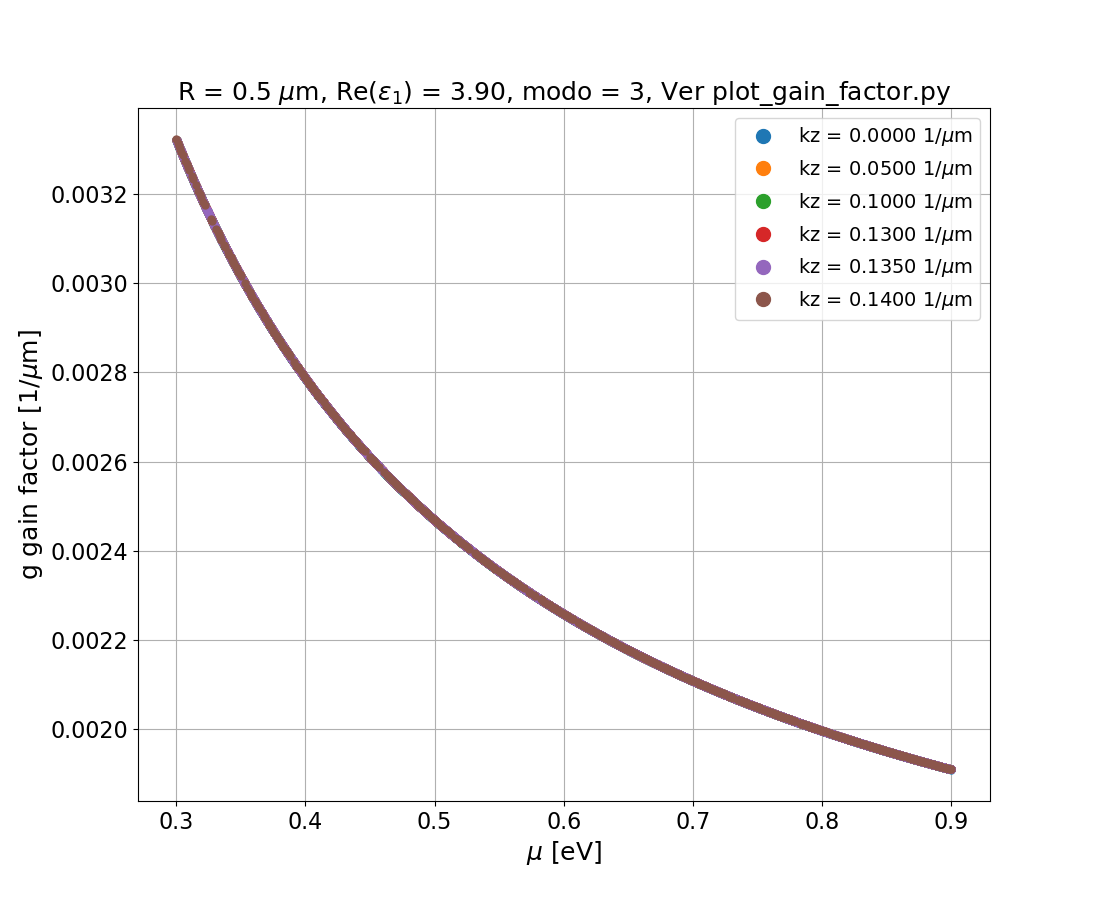 R = 0.5 μm, Re(ε₁) = 3.90, modo = 3, Ver plot_gain_factor.py
kz = 0.0000 1/μm
kz = 0.0500 1/μm
kz = 0.1000 1/μm
kz = 0.1300 1/μm
kz = 0.1350 1/μm
kz = 0.1400 1/μm
g gain factor [1/μm]
0.0032
0.0030
0.0028
0.0026
0.0024
0.0022
0.0020
0.3 0.4 0.5 0.6 0.7 0.8 0.9
μ [eV]